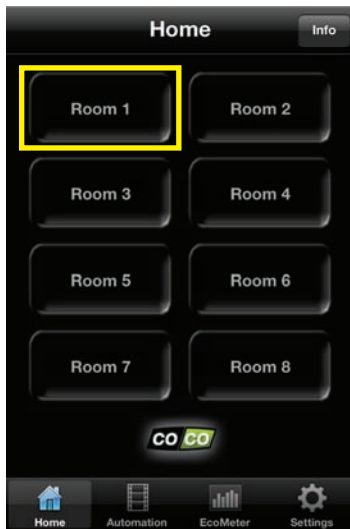 Home Info
Room 1 Room 2
Room 3 Room 4
Room 5 Room 6
Room 7 Room 8
CO CO
Home Automation EcoMeter Settings